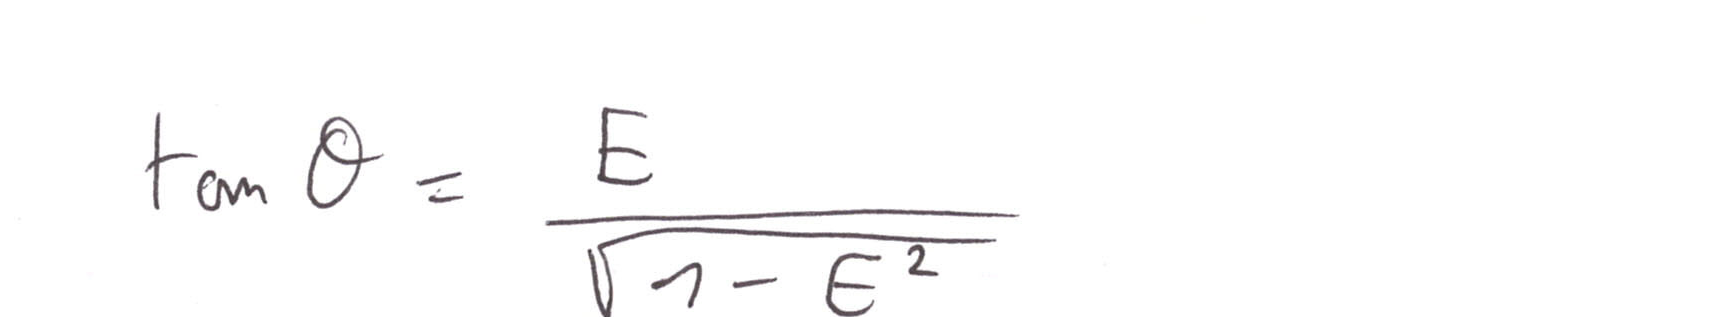 tan θ = E / √(1 - E²)